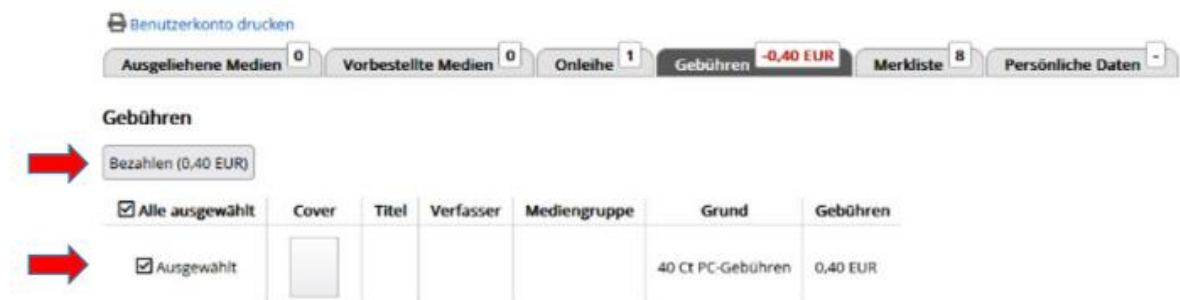 Benutzerkonto drucken
Ausgeliehene Medien 0 Vorbestellte Medien 0 Onleihe 1 Gebühren -0,40 EUR Merkliste 8 Persönliche Daten -
Gebühren
Bezahlen (0,40 EUR)
Alle ausgewählt Cover Titel Verfasser Mediengruppe Grund Gebühren
Ausgewählt 40 Ct PC-Gebühren 0,40 EUR